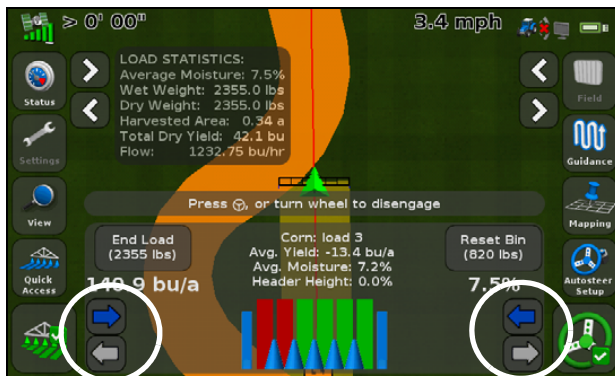 > 0' 00"
3.4 mph
LOAD STATISTICS:
Average Moisture: 7.5%
Wet Weight: 2355.0 lbs
Dry Weight: 2355.0 lbs
Harvested Area: 0.34 a
Total Dry Yield: 42.1 bu
Flow: 1232.75 bu/hr
Status
Field
Settings
Guidance
View
Mapping
Press , or turn wheel to disengage
End Load
(2355 lbs)
Corn: load 3
Avg. Yield: -13.4 bu/a
Avg. Moisture: 7.2%
Header Height: 0.0%
Reset Bin
(820 lbs)
Quick
Access
149.9 bu/a
7.5%
Autosteer
Setup